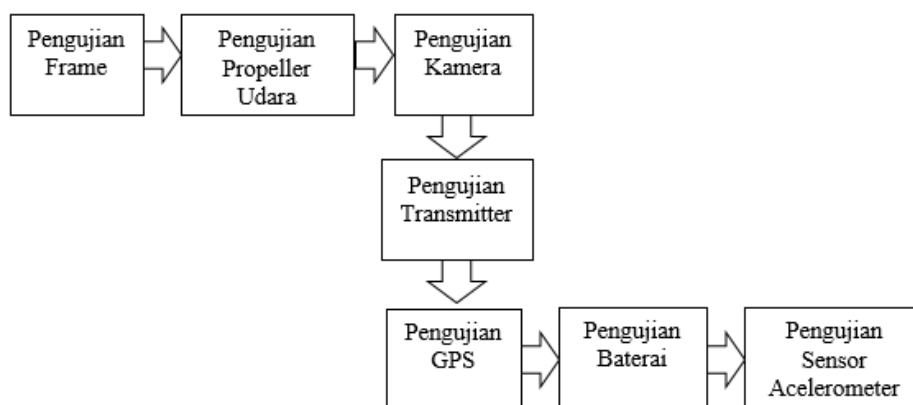 Pengujian
Frame
Pengujian
Propeller
Udara
Pengujian
Kamera
Pengujian
Transmitter
Pengujian
GPS
Pengujian
Baterai
Pengujian
Sensor
Acelerometer